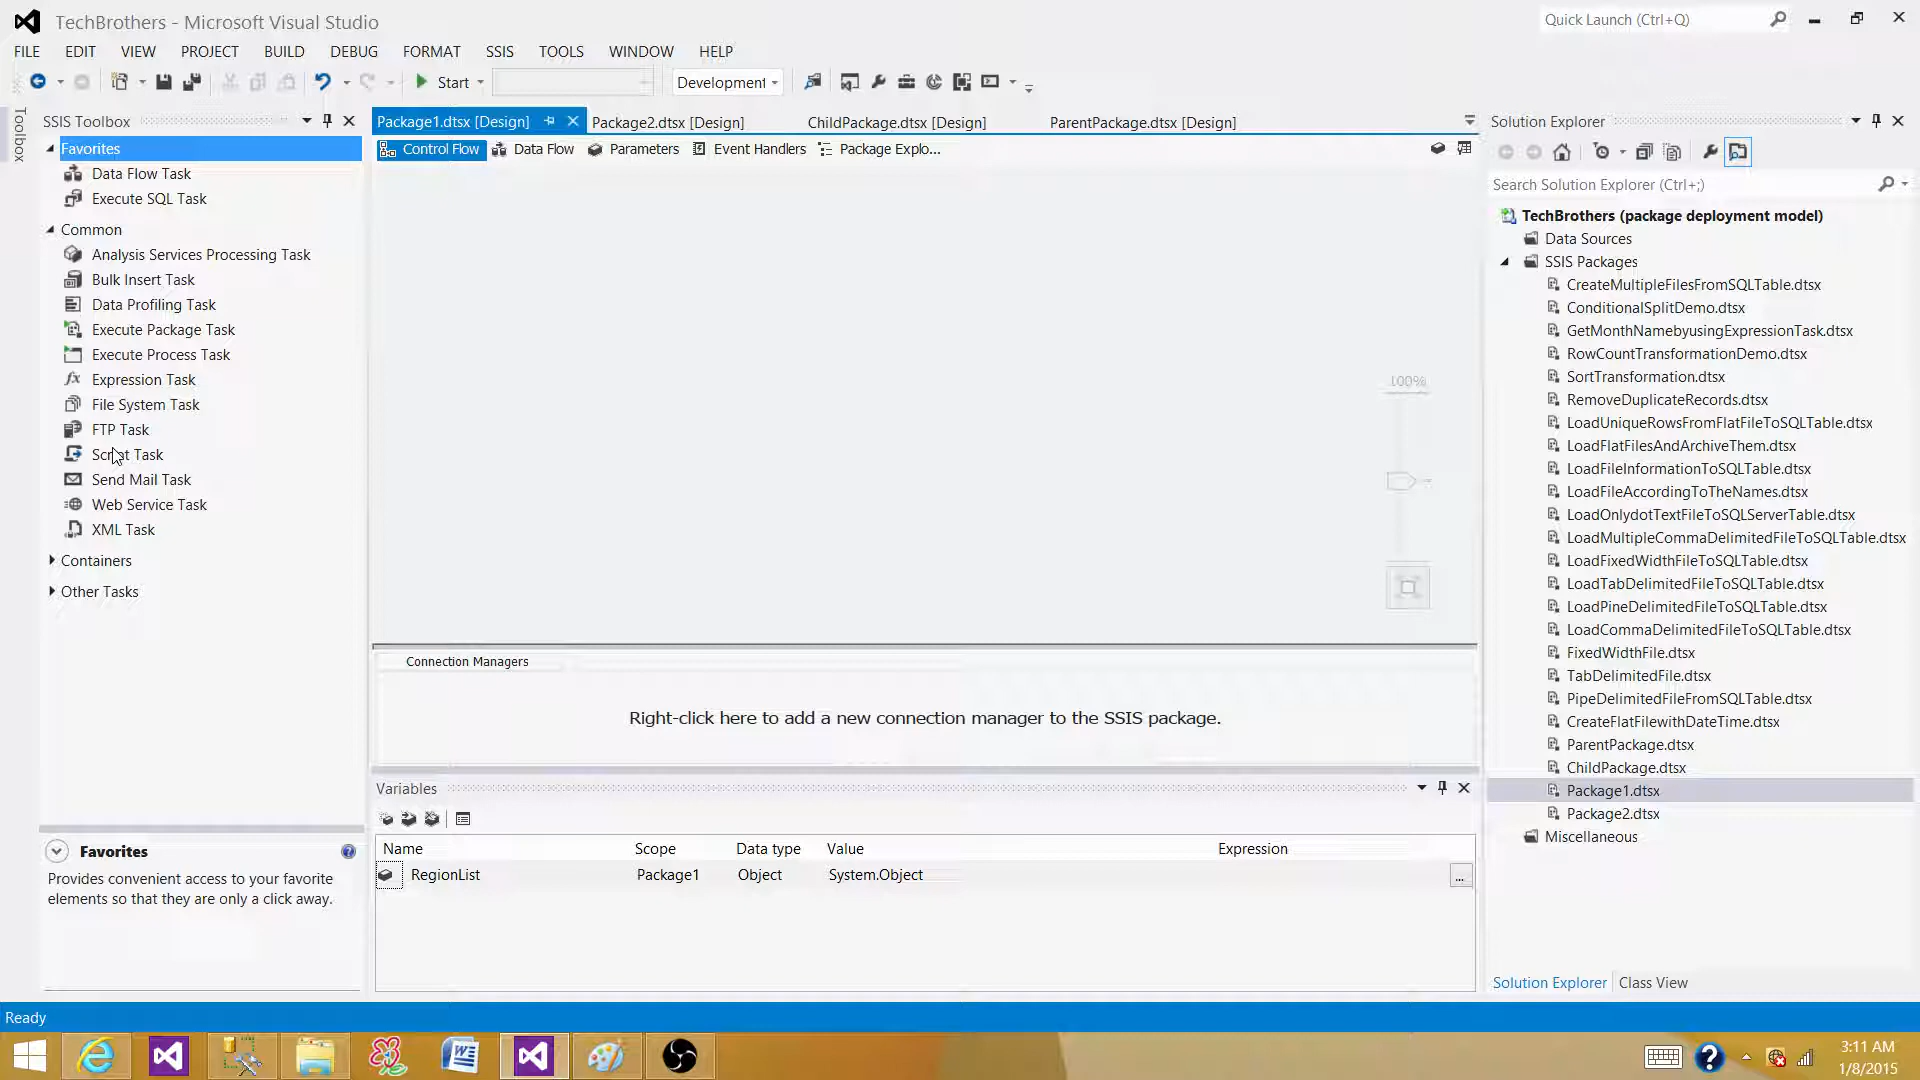 TechBrothers - Microsoft Visual Studio
Quick Launch (Ctrl+Q)
FILE EDIT VIEW PROJECT BUILD DEBUG FORMAT SSIS TOOLS WINDOW HELP
Start
Development
Toolbox
SSIS Toolbox
Favorites
Data Flow Task
Execute SQL Task
Common
Analysis Services Processing Task
Bulk Insert Task
Data Profiling Task
Execute Package Task
Execute Process Task
Expression Task
File System Task
FTP Task
Script Task
Send Mail Task
Web Service Task
XML Task
Containers
Other Tasks
Favorites
Provides convenient access to your favorite
elements so that they are only a click away.
Package1.dtsx [Design] Package2.dtsx [Design] ChildPackage.dtsx [Design] ParentPackage.dtsx [Design]
Control Flow Data Flow Parameters Event Handlers Package Explo...
100%
Connection Managers
Right-click here to add a new connection manager to the SSIS package.
Variables
Name Scope Data type Value Expression
RegionList Package1 Object System.Object ...
Solution Explorer
Search Solution Explorer (Ctrl+;)
TechBrothers (package deployment model)
Data Sources
SSIS Packages
CreateMultipleFilesFromSQLTable.dtsx
ConditionalSplitDemo.dtsx
GetMonthNamebyusingExpressionTask.dtsx
RowCountTransformationDemo.dtsx
SortTransformation.dtsx
RemoveDuplicateRecords.dtsx
LoadUniqueRowsFromFlatFileToSQLTable.dtsx
LoadFlatFilesAndArchiveThem.dtsx
LoadFileInformationToSQLTable.dtsx
LoadFileAccordingToTheNames.dtsx
LoadOnlydotTextFileToSQLServerTable.dtsx
LoadMultipleCommaDelimitedFileToSQLTable.dtsx
LoadFixedWidthFileToSQLTable.dtsx
LoadTabDelimitedFileToSQLTable.dtsx
LoadPineDelimitedFileToSQLTable.dtsx
LoadCommaDelimitedFileToSQLTable.dtsx
FixedWidthFile.dtsx
TabDelimitedFile.dtsx
PipeDelimitedFileFromSQLTable.dtsx
CreateFlatFilewithDateTime.dtsx
ParentPackage.dtsx
ChildPackage.dtsx
Package1.dtsx
Package2.dtsx
Miscellaneous
Solution Explorer Class View
Ready
3:11 AM
1/8/2015